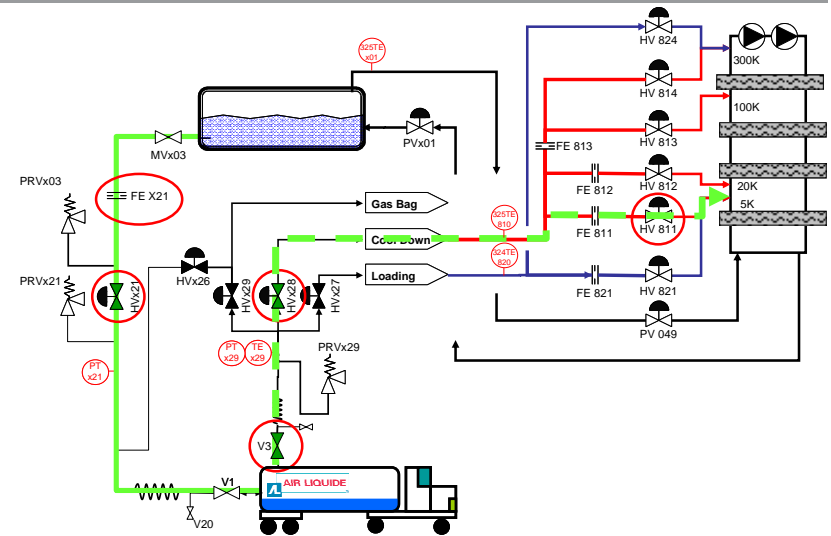 325TE
x01
HV 824
300K
HV 814
100K
MVx03
PVx01
FE 813
HV 813
PRVx03
FE X21
FE 812
HV 812
20K
5K
Gas Bag
325TE
810
FE 811
HV 811
Cool Down
324TE
820
Loading
FE 821
HV 821
PRVx21
HVx21
HVx26
HVx29
HVx28
HVx27
PV 049
PT
x29
TE
x29
PRVx29
PT
x21
V3
V1
AL
AIR LIQUIDE
V20